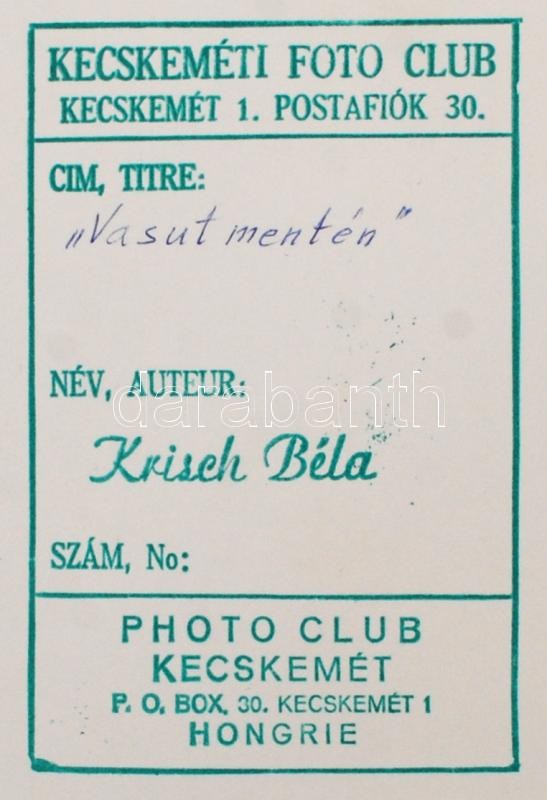 KECSKEMÉTI FOTO CLUB
KECSKEMÉT 1. POSTAFIÓK 30.
CIM, TITRE:
„Vasut mentén”
NÉV, AUTEUR:
darabanth
Krisch Béla
SZÁM, No:
PHOTO CLUB
KECSKEMÉT
P. O. BOX. 30. KECSKEMÉT 1
HONGRIE